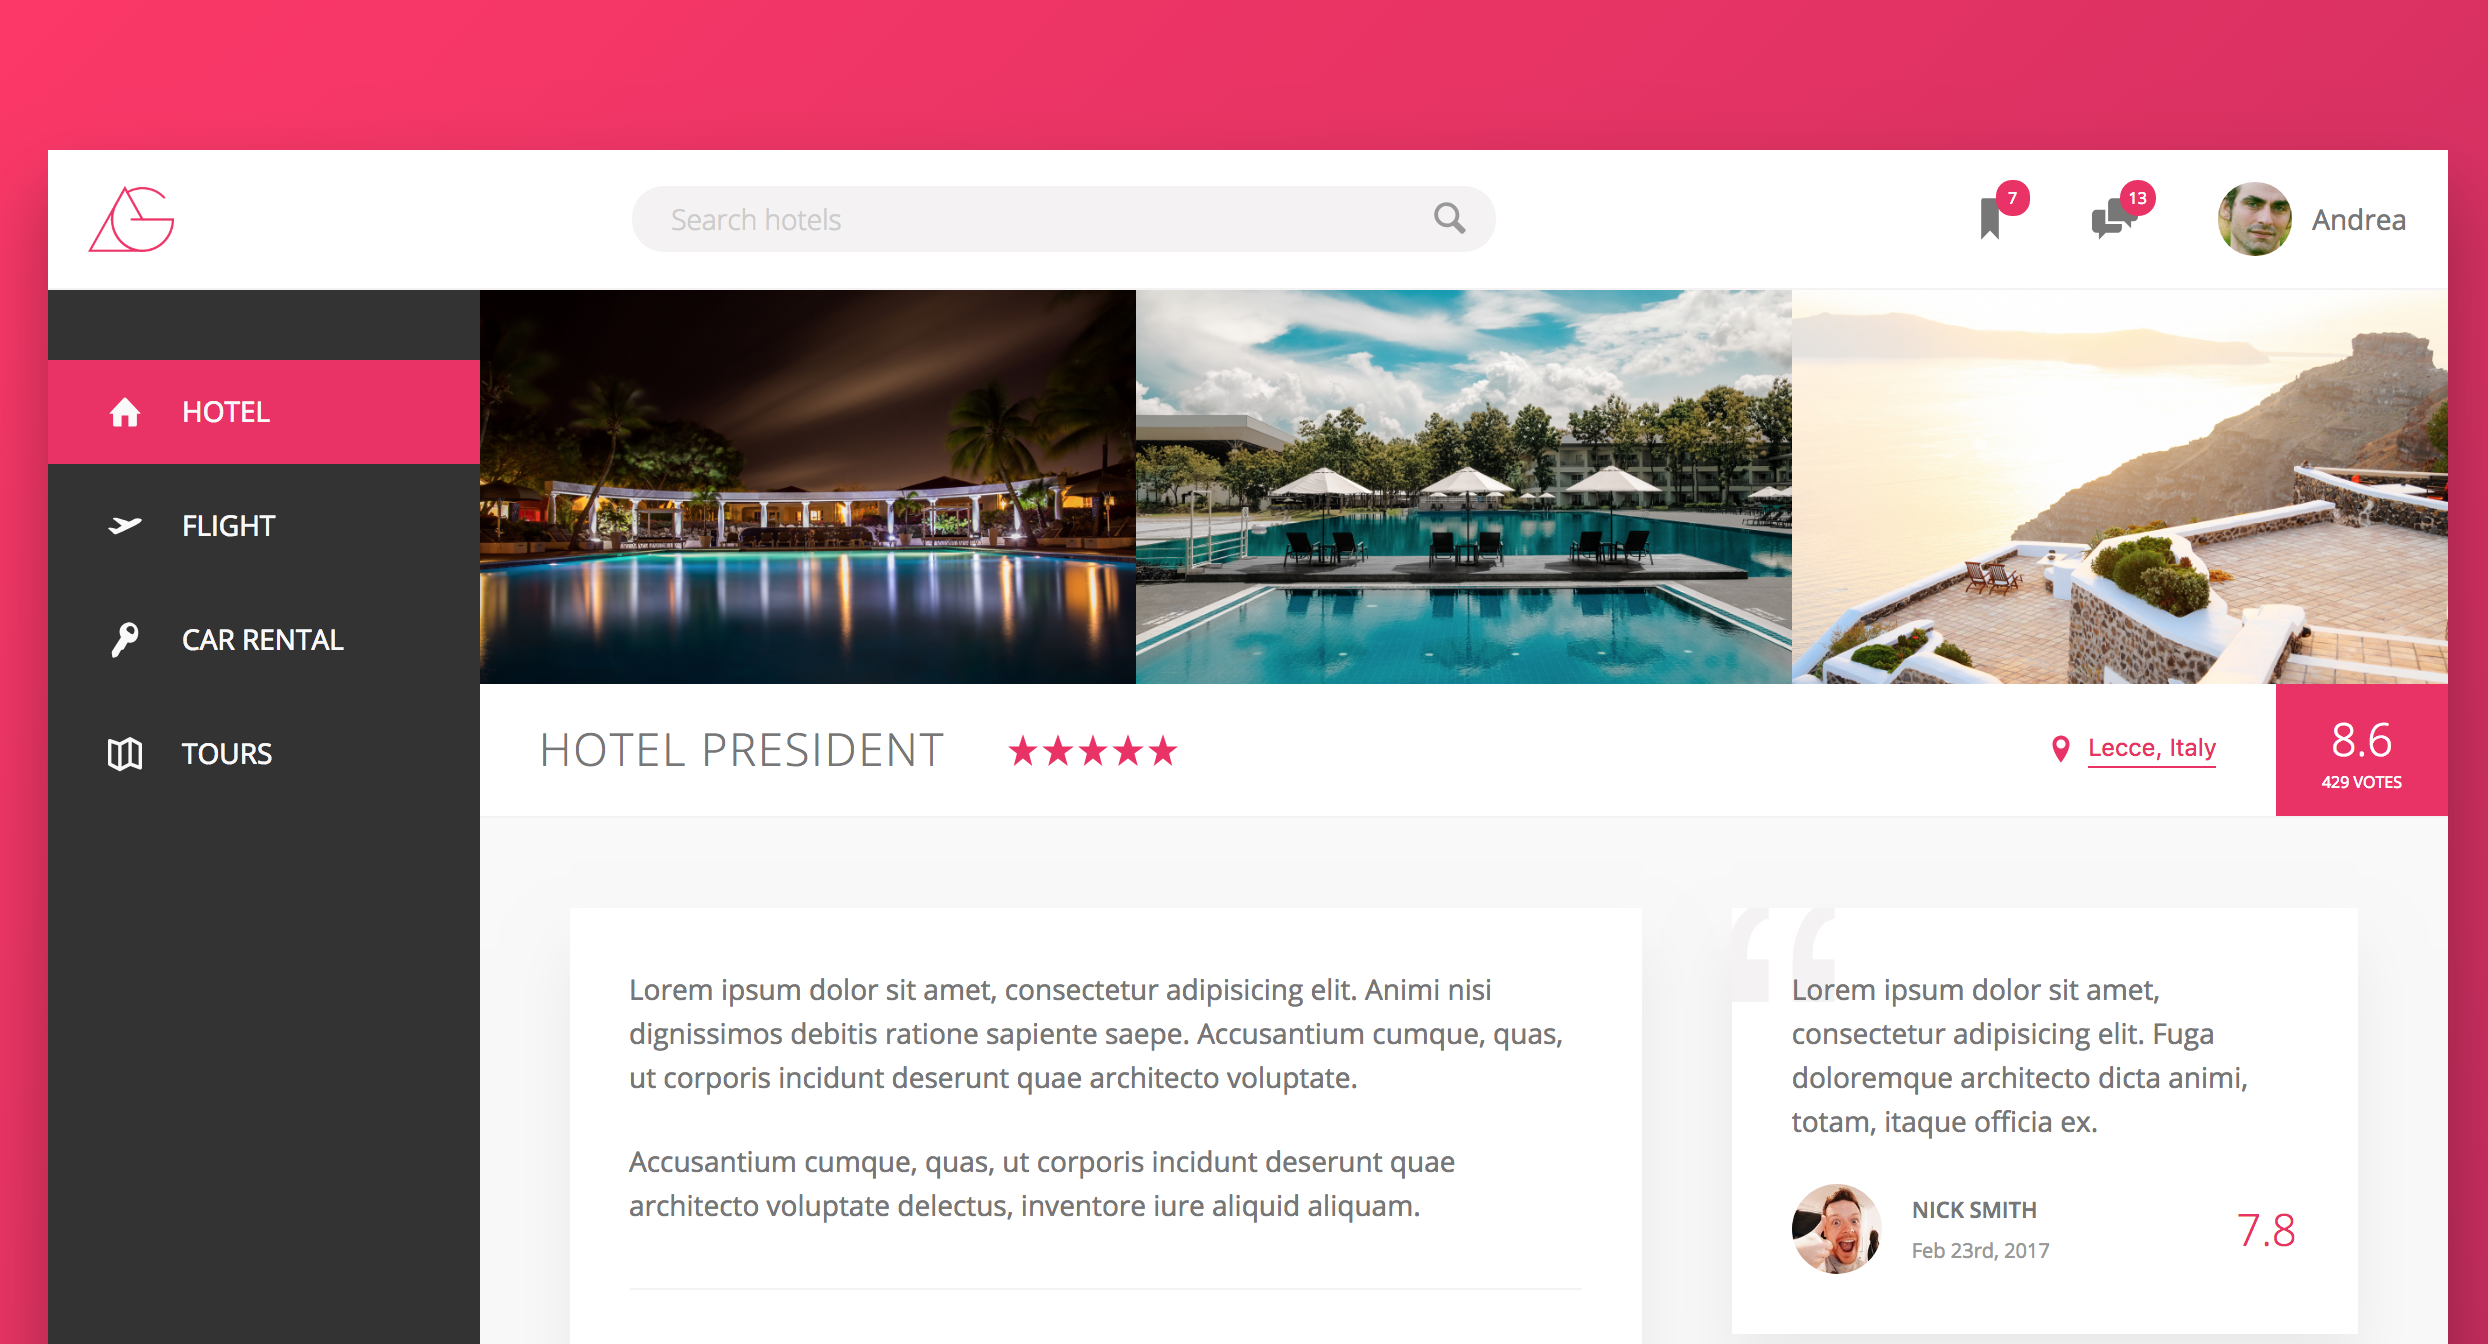 Search hotels
7
13
Andrea
HOTEL
FLIGHT
CAR RENTAL
TOURS
HOTEL PRESIDENT
Lecce, Italy
8.6
429 VOTES
Lorem ipsum dolor sit amet, consectetur adipisicing elit. Animi nisi
dignissimos debitis ratione sapiente saepe. Accusantium cumque, quas,
ut corporis incidunt deserunt quae architecto voluptate.
Accusantium cumque, quas, ut corporis incidunt deserunt quae
architecto voluptate delectus, inventore iure aliquid aliquam.
Lorem ipsum dolor sit amet,
consectetur adipisicing elit. Fuga
doloremque architecto dicta animi,
totam, itaque officia ex.
NICK SMITH
Feb 23rd, 2017
7.8